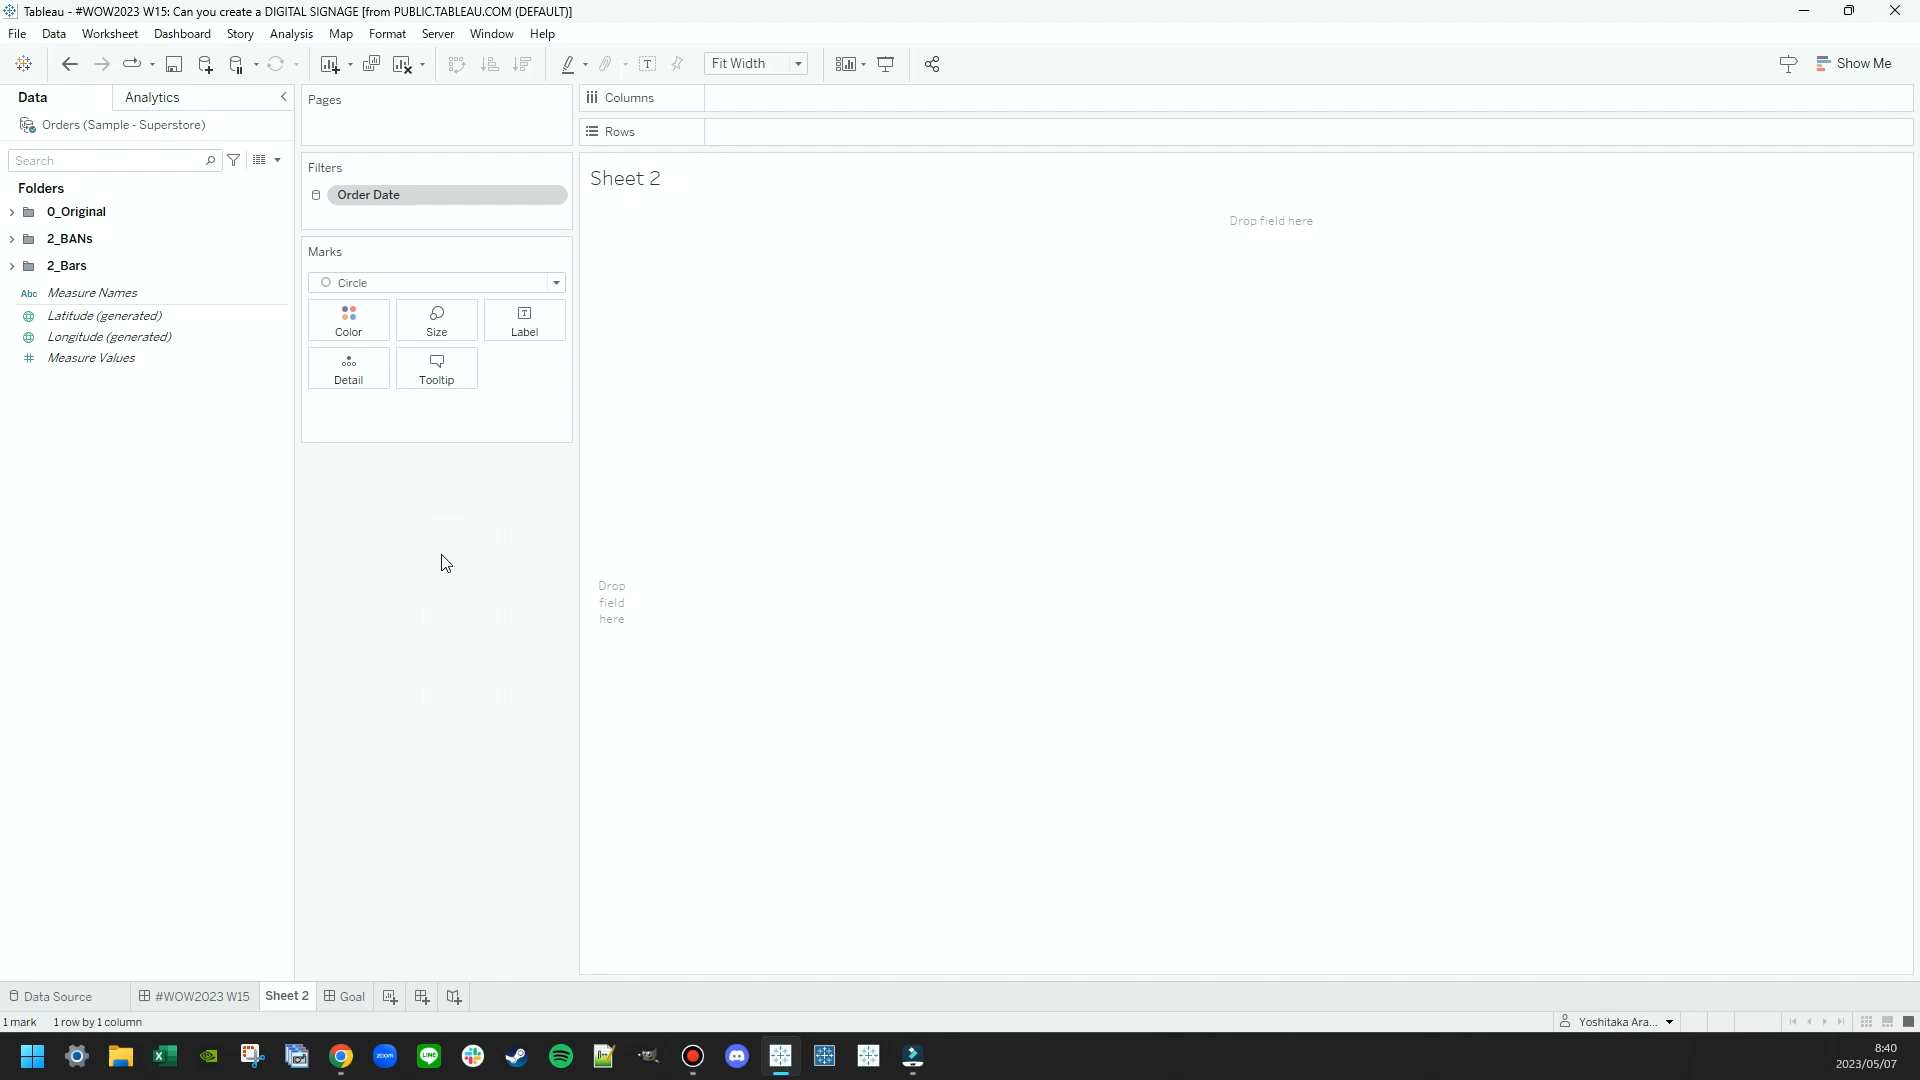 Tableau - #WOW2023 W15: Can you create a DIGITAL SIGNAGE [from PUBLIC.TABLEAU.COM (DEFAULT)]
File Data Worksheet Dashboard Story Analysis Map Format Server Window Help
Fit Width
Show Me
Data
Analytics
Orders (Sample - Superstore)
Search
Folders
0_Original
2_BANs
2_Bars
Abc Measure Names
Latitude (generated)
Longitude (generated)
# Measure Values
Pages
Filters
Order Date
Marks
Circle
Color
Size
T
Label
Detail
Tooltip
Columns
Rows
Sheet 2
Drop field here
Drop
field
here
Data Source
#WOW2023 W15
Sheet 2
Goal
1 mark 1 row by 1 column
Yoshitaka Ara...
zoom
LINE
8:40
2023/05/07